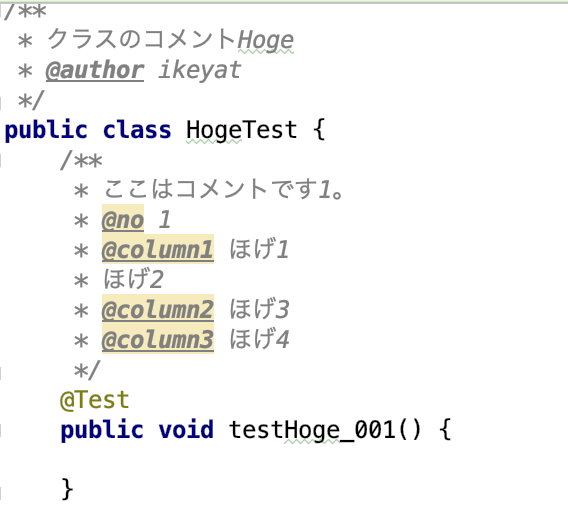 /**
 * クラスのコメントHoge
 * @author ikeyat
 */
public class HogeTest {
    /**
     * ここはコメントです1。
     * @no 1
     * @column1 ほげ1
     * ほげ2
     * @column2 ほげ3
     * @column3 ほげ4
     */
    @Test
    public void testHoge_001() {
    }